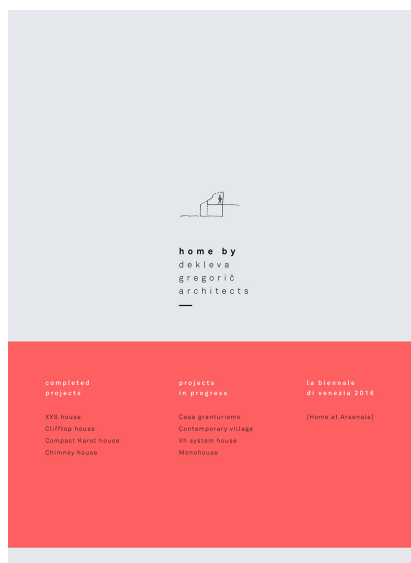 home by
dekleva
gregorič
architects
completed
projects
XXS house
Clifftop house
Compact Karst house
Chimney house
projects
in progress
Casa granturismo
Contemporary village
Xh system house
Monohouse
la biennale
di venezia 2016
[Home at Arsenale]